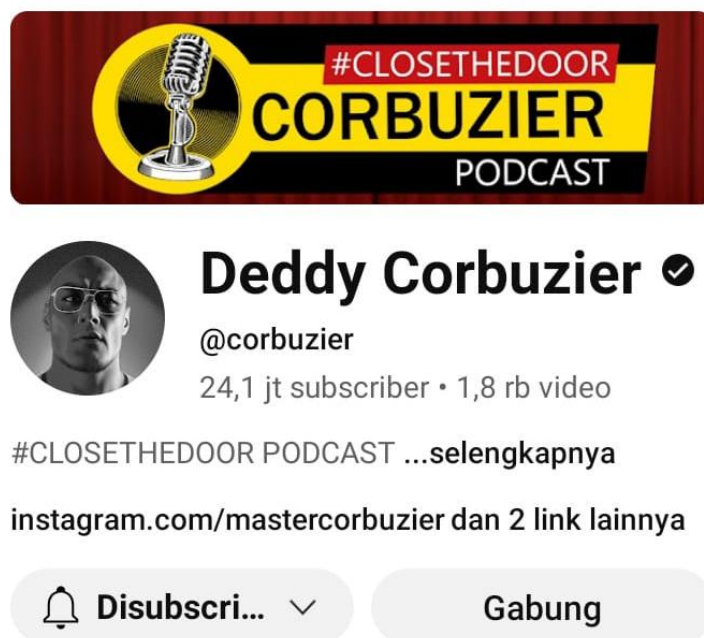 #CLOSETHEDOOR
CORBUZIER
PODCAST
Deddy Corbuzier
@corbuzier
24,1 jt subscriber • 1,8 rb video
#CLOSETHEDOOR PODCAST ...selengkapnya
instagram.com/mastercorbuzier dan 2 link lainnya
Disubscri...
Gabung